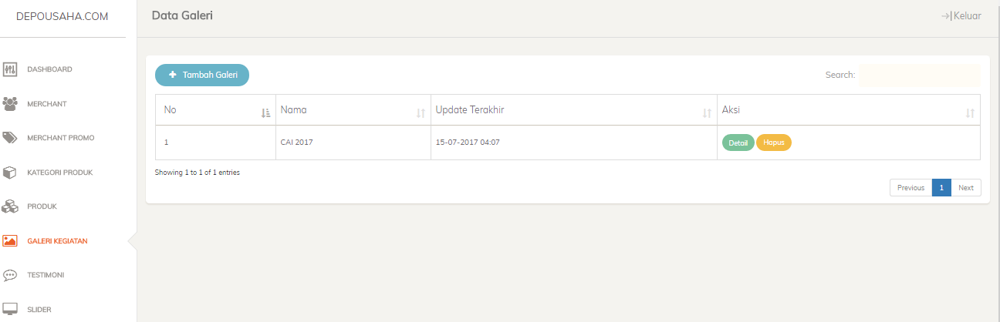 DEPOUSAHA.COM
Data Galeri
Keluar
DASHBOARD
MERCHANT
MERCHANT PROMO
KATEGORI PRODUK
PRODUK
GALERI KEGIATAN
TESTIMONI
SLIDER
Tambah Galeri
Search:
No Nama Update Terakhir Aksi
1 CAI 2017 15-07-2017 04:07 Detail Hapus
Showing 1 to 1 of 1 entries
Previous 1 Next